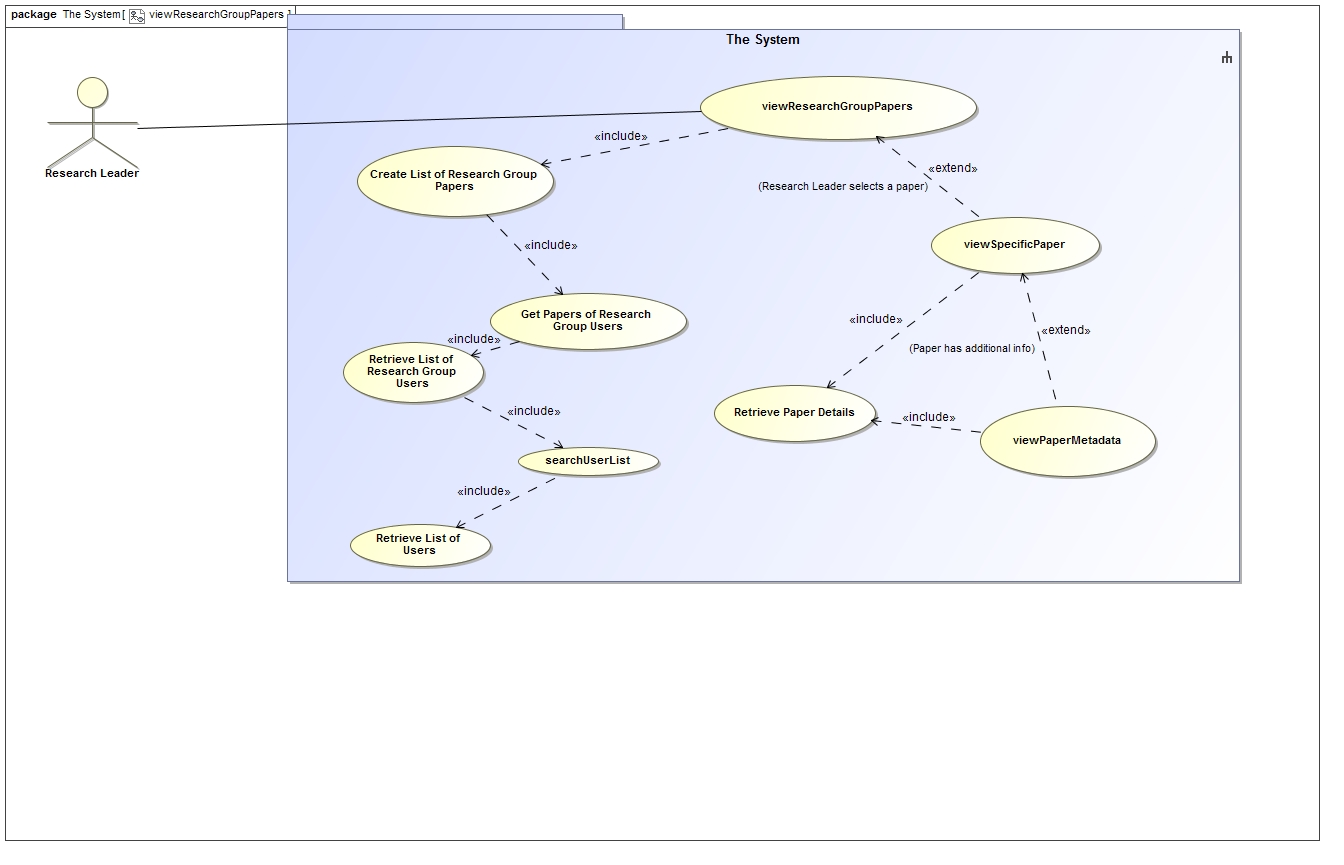 package The System[ viewResearchGroupPapers ]
The System
viewResearchGroupPapers
«include»
Create List of Research Group
Papers
«extend»
(Research Leader selects a paper)
Research Leader
«include»
viewSpecificPaper
Get Papers of Research
Group Users
«include»
«include»
«extend»
(Paper has additional info)
Retrieve List of
Research Group
Users
«include»
Retrieve Paper Details
«include»
viewPaperMetadata
searchUserList
«include»
Retrieve List of
Users